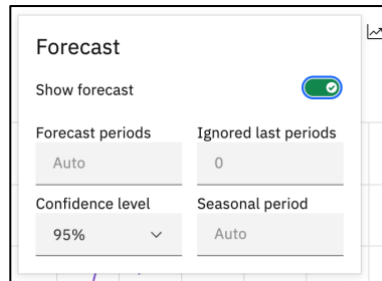 Forecast
Show forecast
Forecast periods Ignored last periods
Auto 0
Confidence level Seasonal period
95% Auto